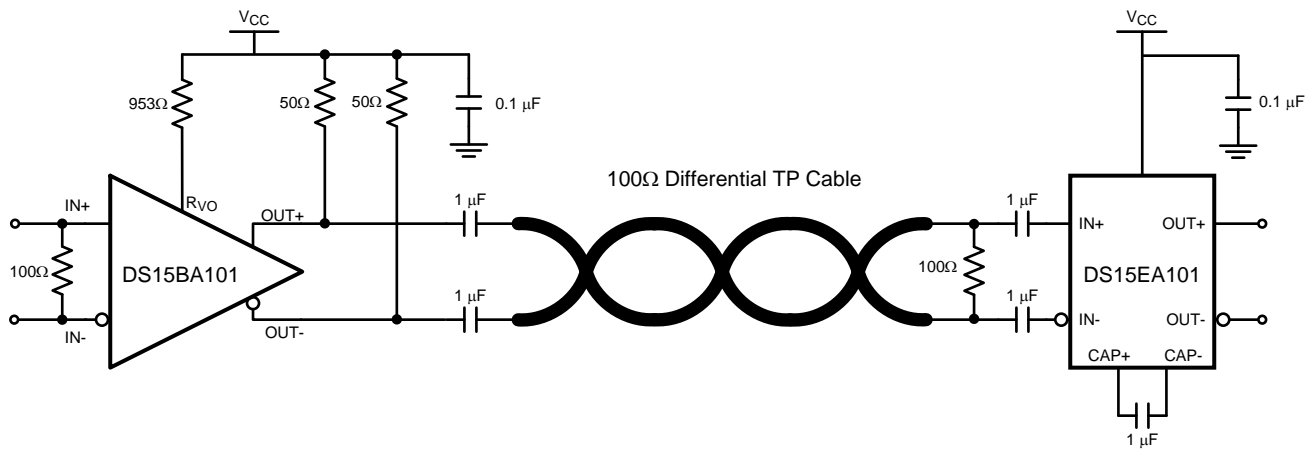 VCC
VCC
953Ω
50Ω
50Ω
0.1 µF
0.1 µF
100Ω Differential TP Cable
IN+
RVO
OUT+
1 µF
1 µF
IN+
OUT+
100Ω
DS15BA101
100Ω
DS15EA101
1 µF
1 µF
IN-
OUT-
IN-
OUT-
CAP+
CAP-
1 µF